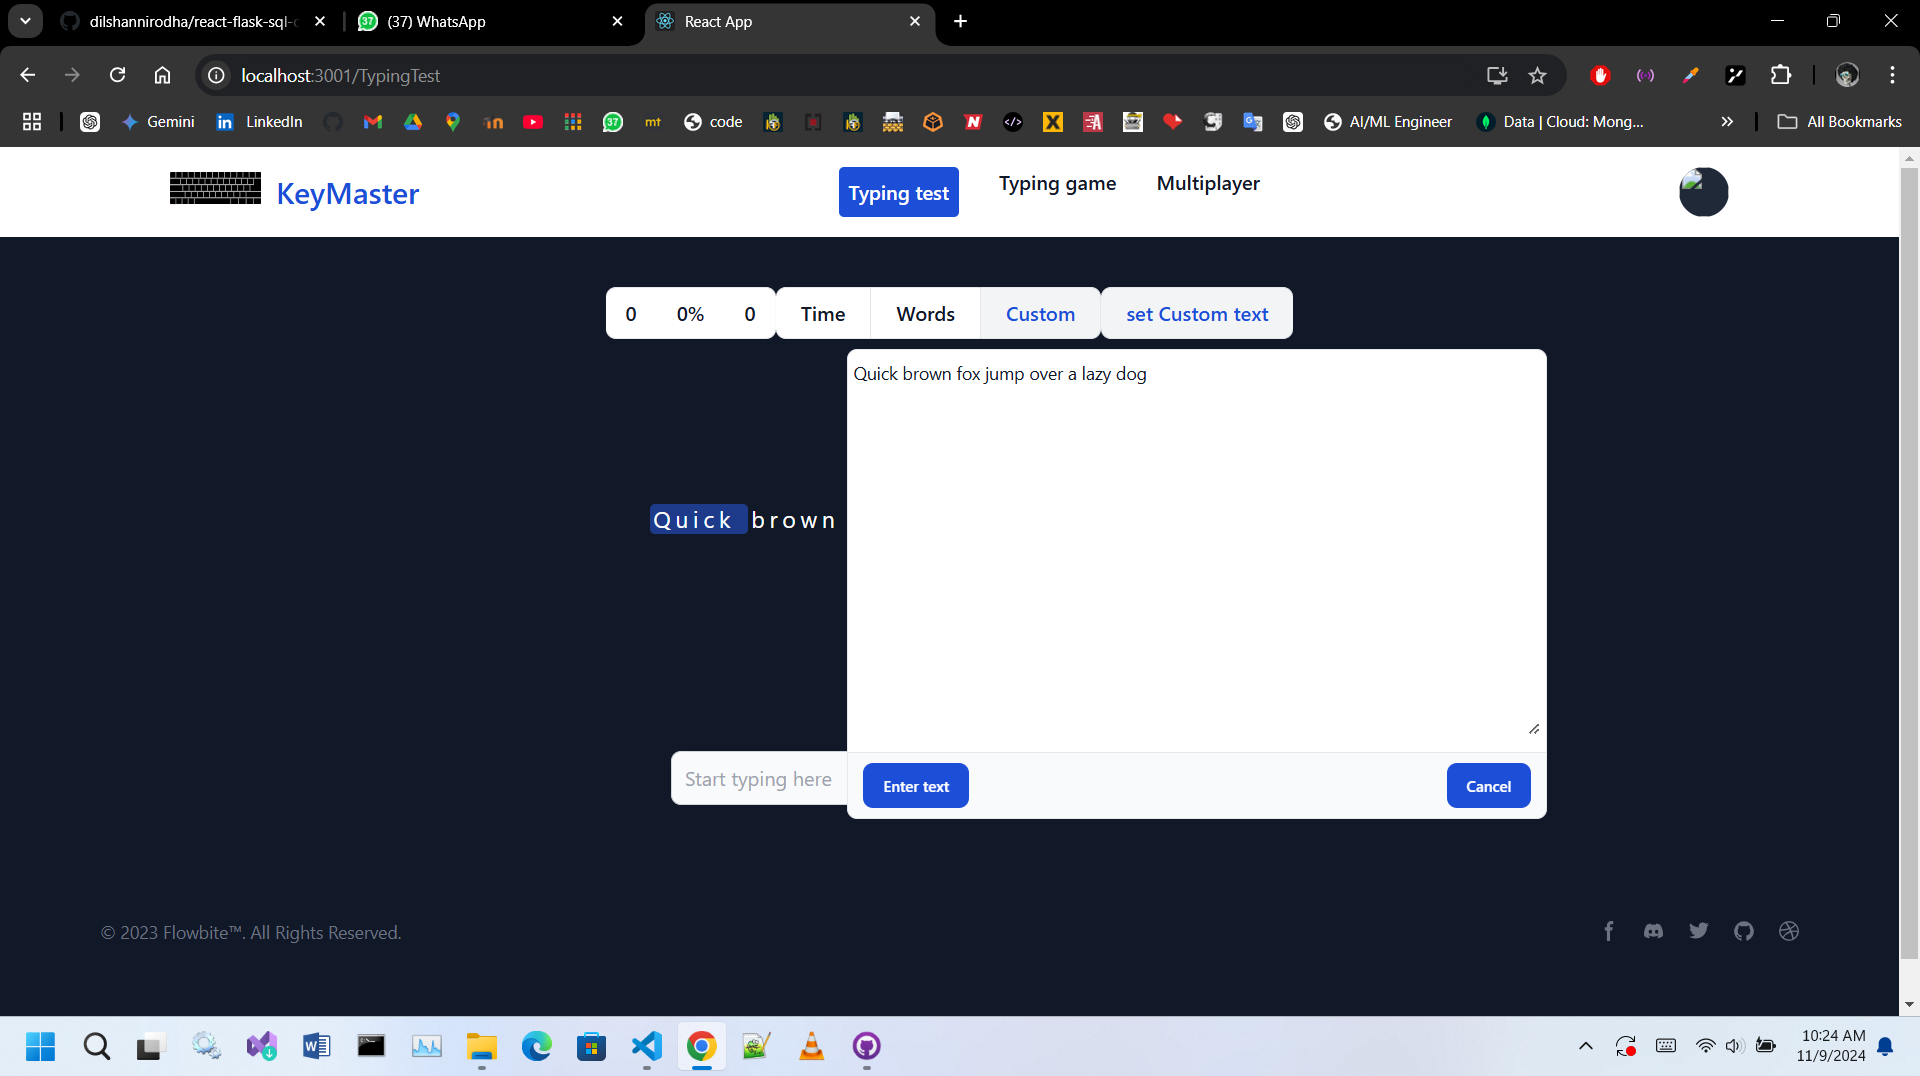 dilshannirodha/react-flask-sql-c
(37) WhatsApp
React App
localhost:3001/TypingTest
Gemini
LinkedIn
in
mt
code
AI/ML Engineer
Data | Cloud: Mong...
All Bookmarks
KeyMaster
Typing test
Typing game
Multiplayer
0 0% 0
Time
Words
Custom
set Custom text
Quick brown fox jump over a lazy dog
Quick brown
Start typing here
Enter text
Cancel
© 2023 Flowbite™. All Rights Reserved.
10:24 AM
11/9/2024